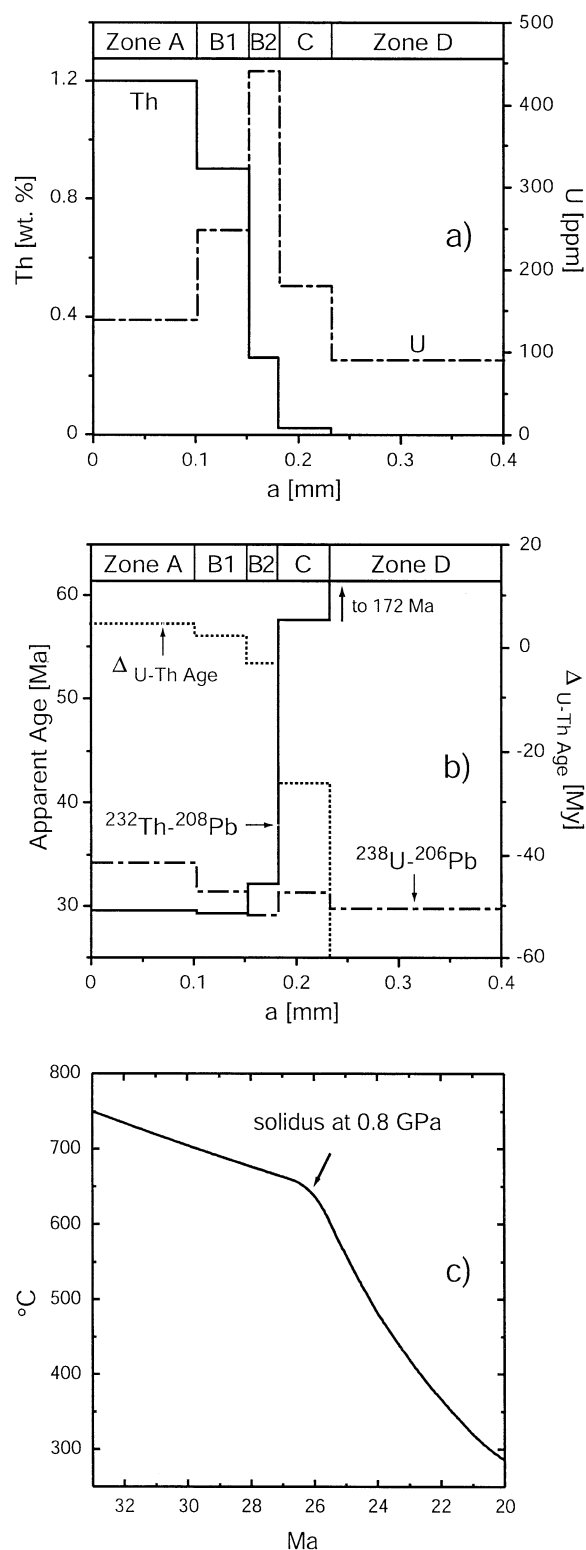 Zone A B1 B2 C Zone D
500
400
300
200
100
0
U [ppm]
1.2
0.8
0.4
0
Th [wt. %]
Th
a)
U
0 0.1 0.2 0.3 0.4
a [mm]
Zone A B1 B2 C Zone D
20
0
-20
-40
-60
Δ U-Th Age [My]
60
50
40
30
Apparent Age [Ma]
to 172 Ma
Δ U-Th Age
b)
232Th-208Pb
238U-206Pb
0 0.1 0.2 0.3 0.4
a [mm]
800
700
600
500
400
300
°C
solidus at 0.8 GPa
c)
32 30 28 26 24 22 20
Ma